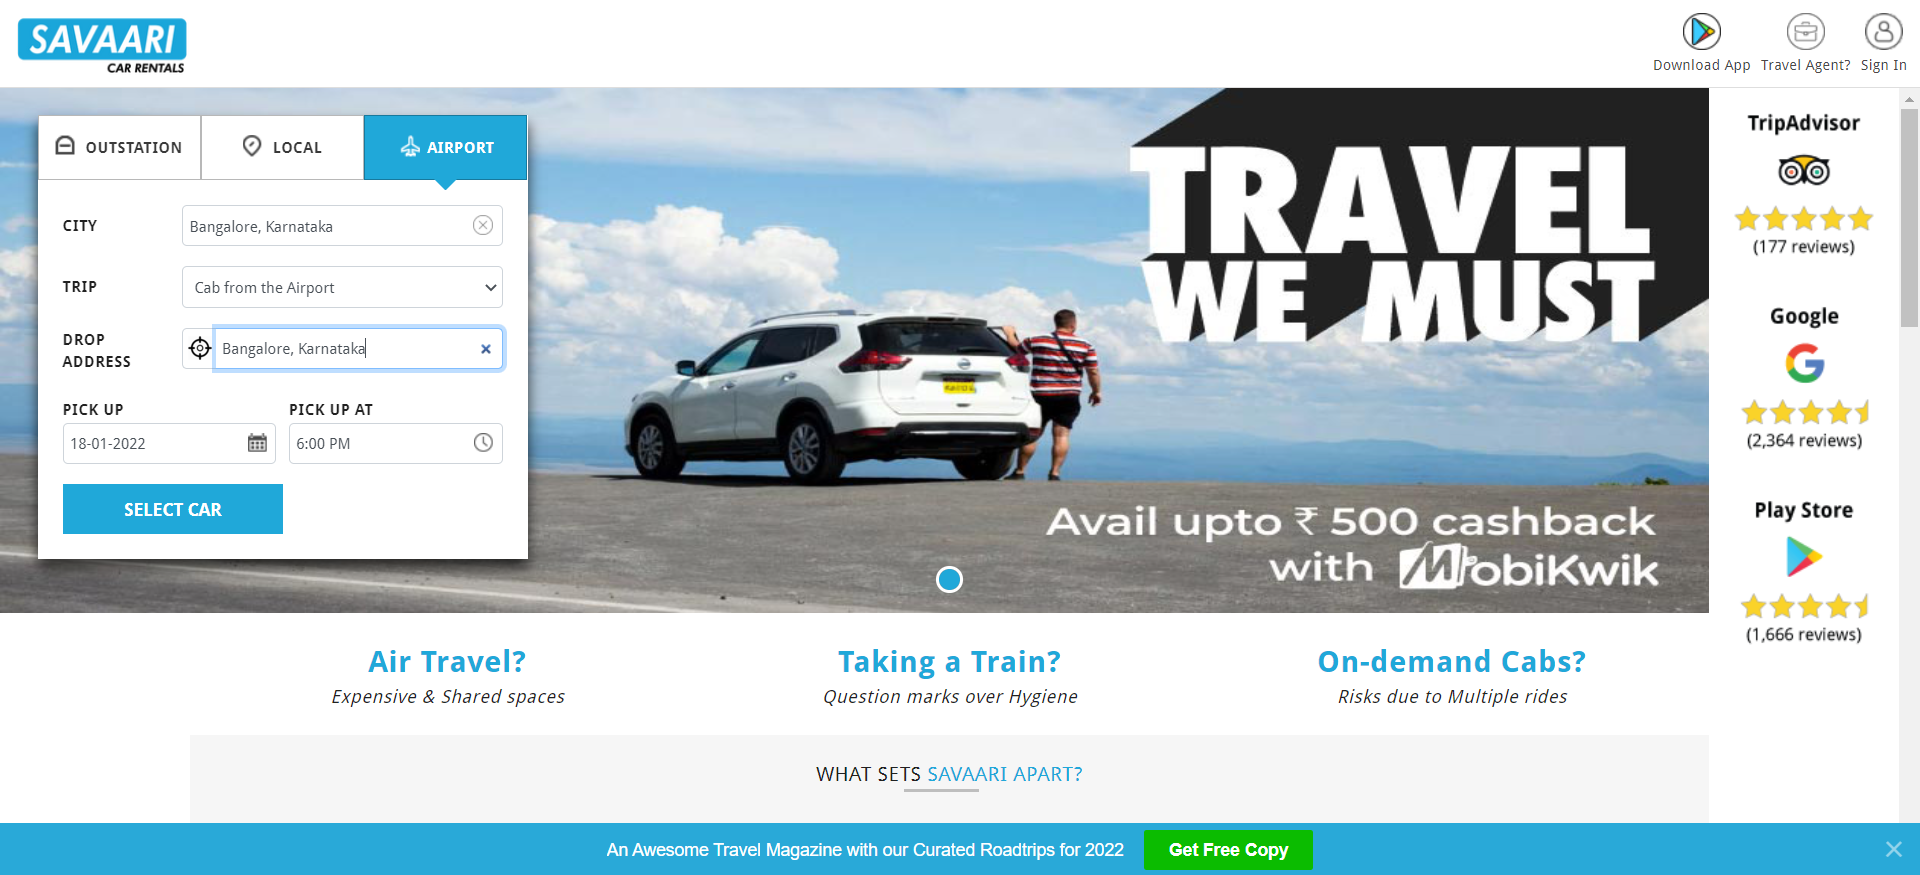 SAVAARI
CAR RENTALS
Download App
Travel Agent?
Sign In
OUTSTATION
LOCAL
AIRPORT
CITY
Bangalore, Karnataka
TRIP
Cab from the Airport
DROP
ADDRESS
Bangalore, Karnataka
PICK UP
PICK UP AT
18-01-2022
6:00 PM
SELECT CAR
TRAVEL
WE MUST
Avail upto ₹ 500 cashback
with MobiKwik
TripAdvisor
(177 reviews)
Google
(2,364 reviews)
Play Store
(1,666 reviews)
Air Travel?
Expensive & Shared spaces
Taking a Train?
Question marks over Hygiene
On-demand Cabs?
Risks due to Multiple rides
WHAT SETS SAVAARI APART?
An Awesome Travel Magazine with our Curated Roadtrips for 2022
Get Free Copy